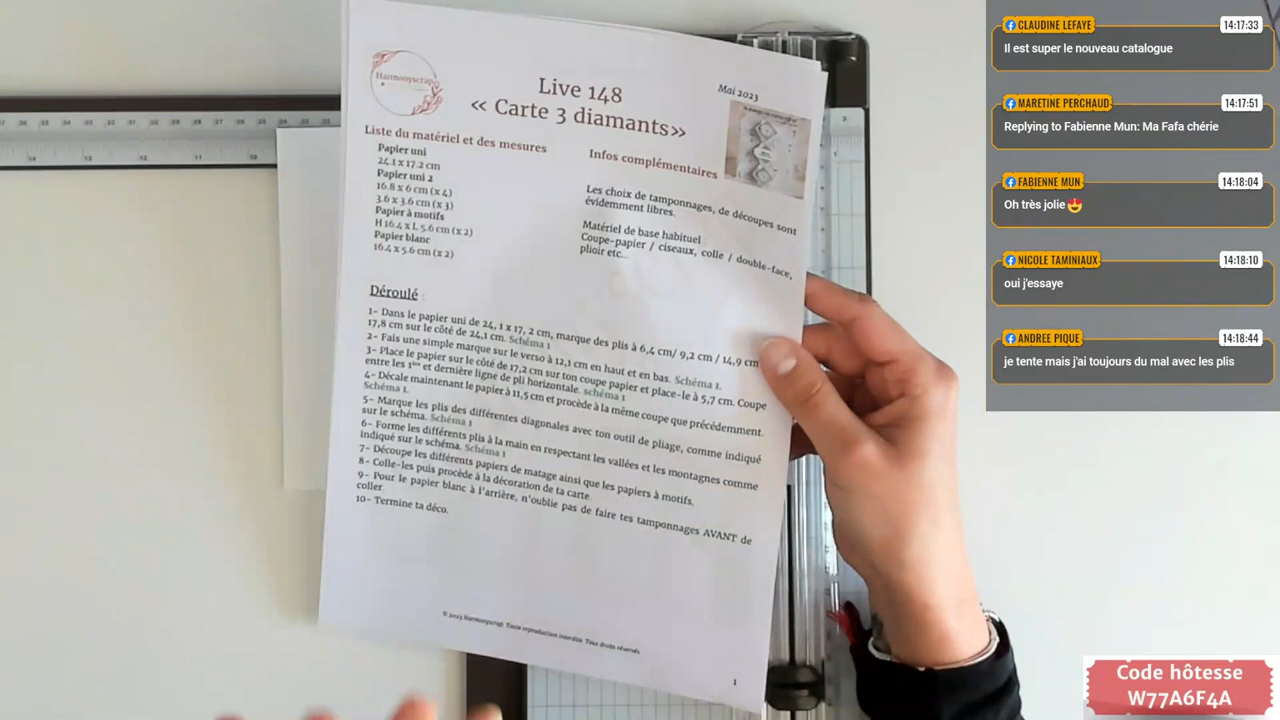 Harmonyscrap
Live 148
« Carte 3 diamants»
Mai 2023
Liste du matériel et des mesures
Papier uni
24,1 x 17,2 cm
Papier uni 2
16,8 x 6 cm (x 4)
3,6 x 3,6 cm (x 3)
Papier à motifs
H 16,4 x L 5,6 cm (x 2)
Papier blanc
16,4 x 5,6 cm (x 2)
Infos complémentaires
Les choix de tamponnages, de découpes sont
évidemment libres.
Matériel de base habituel
Coupe-papier / ciseaux, colle / double-face,
plioir etc...
Déroulé :
1- Dans le papier uni de 24, 1 x 17, 2 cm, marque des plis à 6,4 cm/ 9,2 cm / 14,9 cm
17,8 cm sur le côté de 24,1 cm. Schéma 1
2- Fais une simple marque sur le verso à 12,1 cm en haut et en bas. Schéma 1.
3- Place le papier sur le côté de 17,2 cm sur ton coupe papier et place-le à 5,7 cm. Coupe
entre les 1ère et dernière ligne de pli horizontale. schéma 1
4- Décale maintenant le papier à 11,5 cm et procède à la même coupe que précédemment.
Schéma 1.
5- Marque les plis des différentes diagonales avec ton outil de pliage, comme indiqué
sur le schéma. Schéma 1
6- Forme les différents plis à la main en respectant les vallées et les montagnes comme
indiqué sur le schéma. Schéma 1
7- Découpe les différents papiers de matage ainsi que les papiers à motifs.
8- Colle-les puis procède à la décoration de ta carte.
9- Pour le papier blanc à l'arrière, n'oublie pas de faire tes tamponnages AVANT de
coller.
10- Termine ta déco.
© 2023 Harmonyscrap. Toute reproduction interdite. Tous droits réservés
1
CLAUDINE LEFAYE
14:17:33
Il est super le nouveau catalogue
MARETINE PERCHAUD
14:17:51
Replying to Fabienne Mun: Ma Fafa chérie
FABIENNE MUN
14:18:04
Oh très jolie😍
NICOLE TAMINIAUX
14:18:10
oui j'essaye
ANDREE PIQUE
14:18:44
je tente mais j'ai toujours du mal avec les plis
Code hôtesse
W77A6F4A